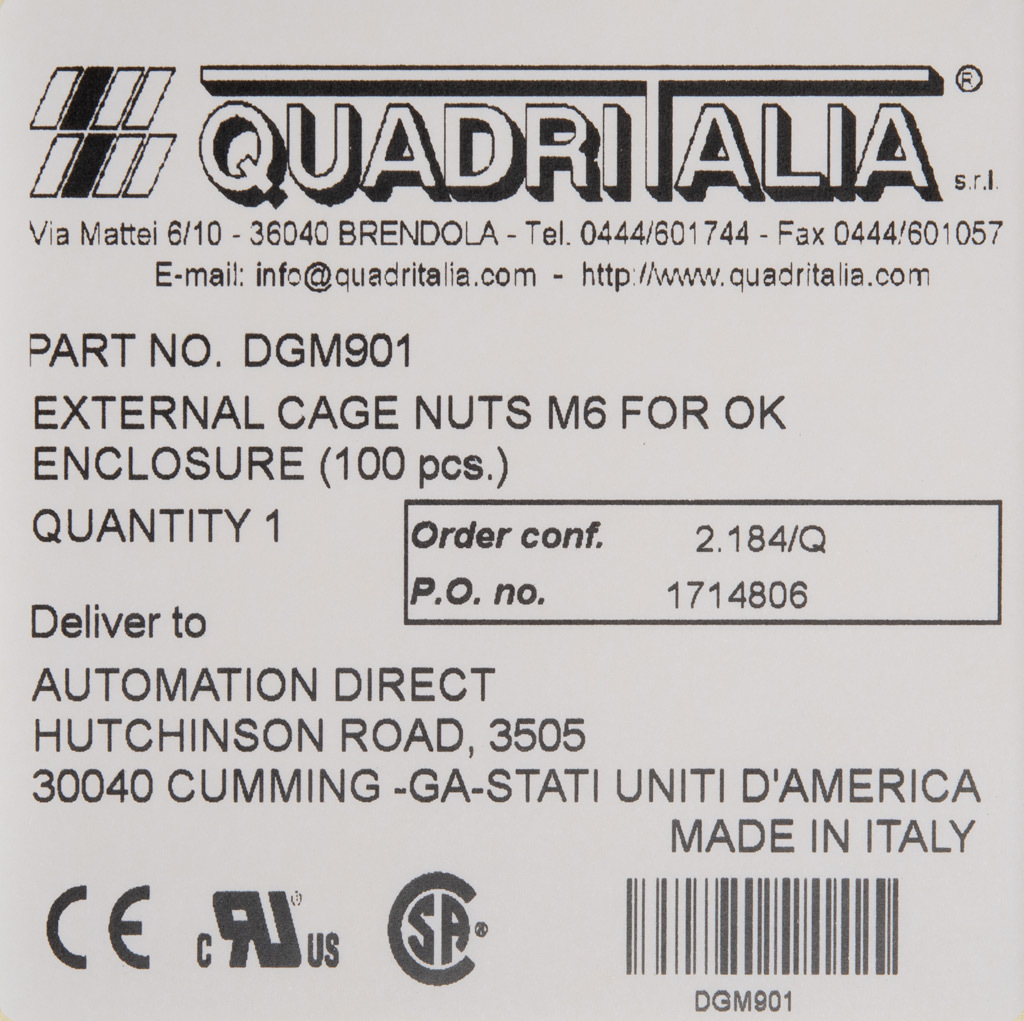 QUADRITALIA ® s.r.l.
Via Mattei 6/10 - 36040 BRENDOLA - Tel. 0444/601744 - Fax 0444/601057
E-mail: info@quadritalia.com - http://www.quadritalia.com
PART NO. DGM901
EXTERNAL CAGE NUTS M6 FOR OK
ENCLOSURE (100 pcs.)
QUANTITY 1
Order conf. 2.184/Q
P.O. no. 1714806
Deliver to
AUTOMATION DIRECT
HUTCHINSON ROAD, 3505
30040 CUMMING -GA-STATI UNITI D'AMERICA
MADE IN ITALY
CE c RU ® US SA ®
DGM901